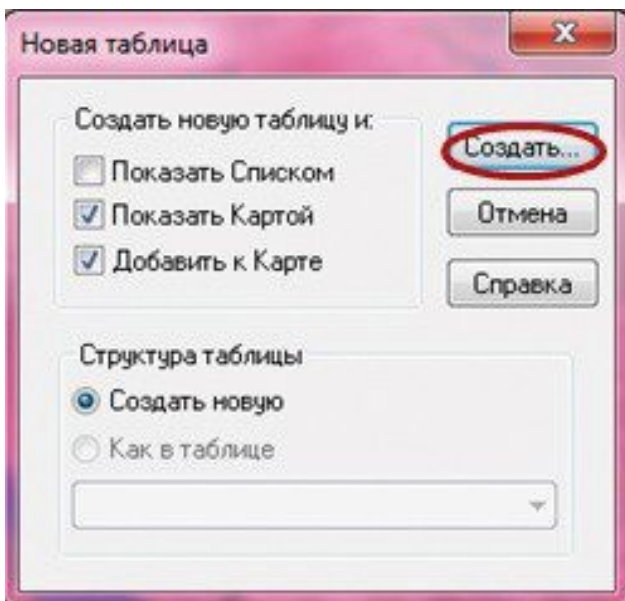 Новая таблица
Создать новую таблицу и:
Показать Списком
Показать Картой
Добавить к Карте
Создать...
Отмена
Справка
Структура таблицы
Создать новую
Как в таблице